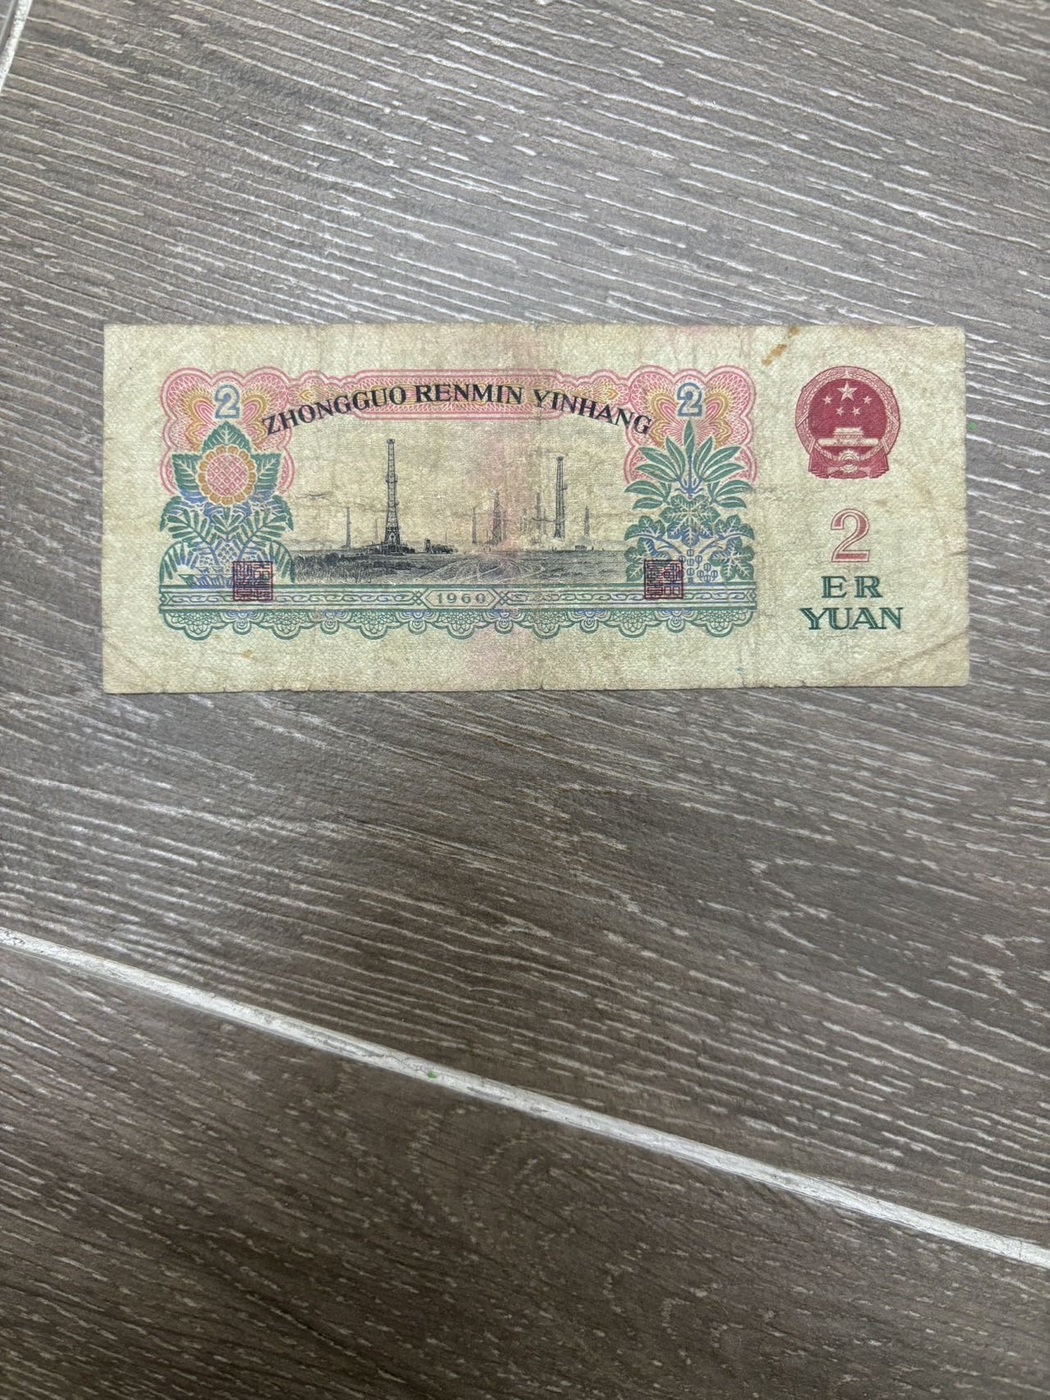 2 2
ZHONGGUO RENMIN YINHANG
1960
2
ER
YUAN